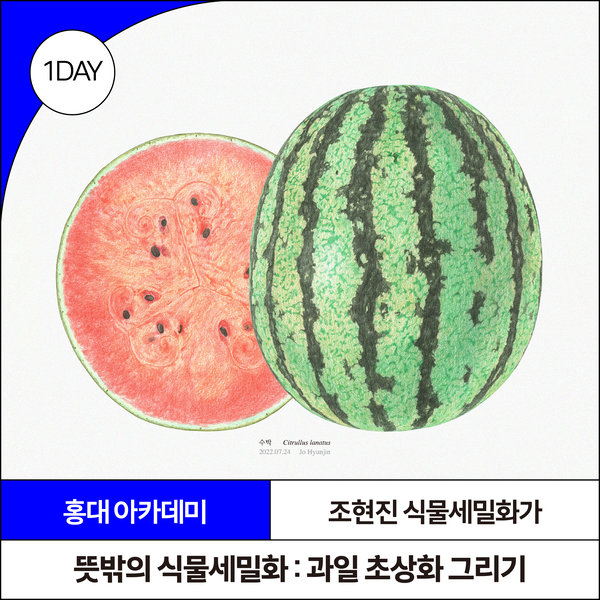 1DAY
수박 Citrullus lanatus
2022.07.24 Jo Hyunjin
홍대 아카데미
조현진 식물세밀화가
뜻밖의 식물세밀화 : 과일 초상화 그리기